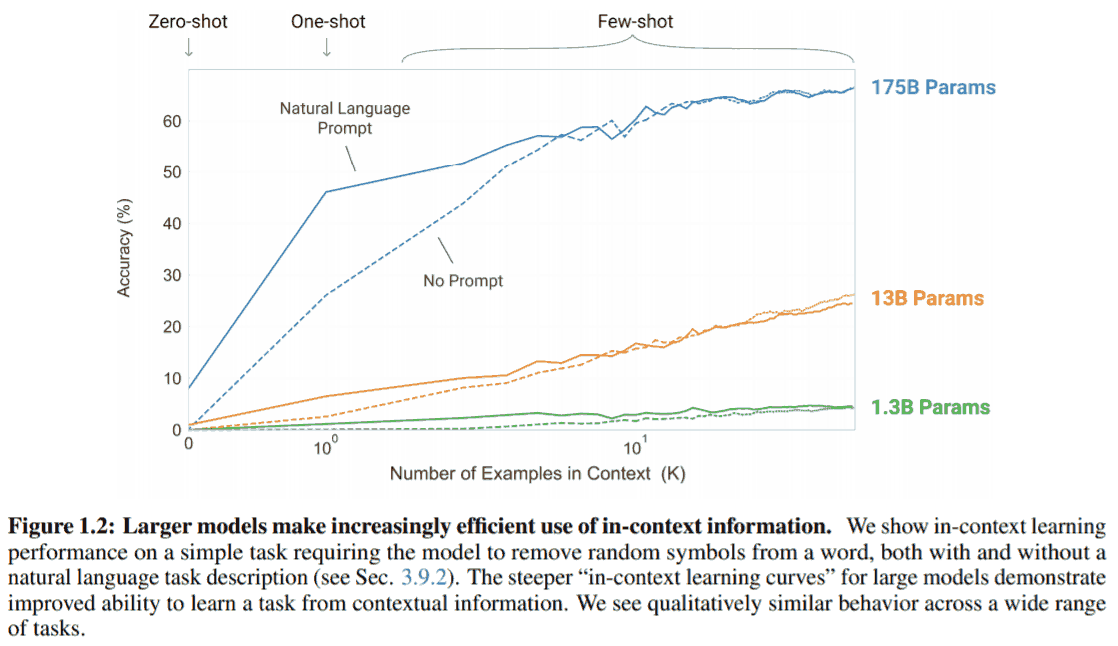 Zero-shot One-shot Few-shot
175B Params
60
Natural Language
Prompt
50
40
Accuracy (%)
No Prompt
30
13B Params
20
10
1.3B Params
0
0 10⁰ 10¹
Number of Examples in Context (K)
Figure 1.2: Larger models make increasingly efficient use of in-context information. We show in-context learning
performance on a simple task requiring the model to remove random symbols from a word, both with and without a
natural language task description (see Sec. 3.9.2). The steeper “in-context learning curves” for large models demonstrate
improved ability to learn a task from contextual information. We see qualitatively similar behavior across a wide range
of tasks.